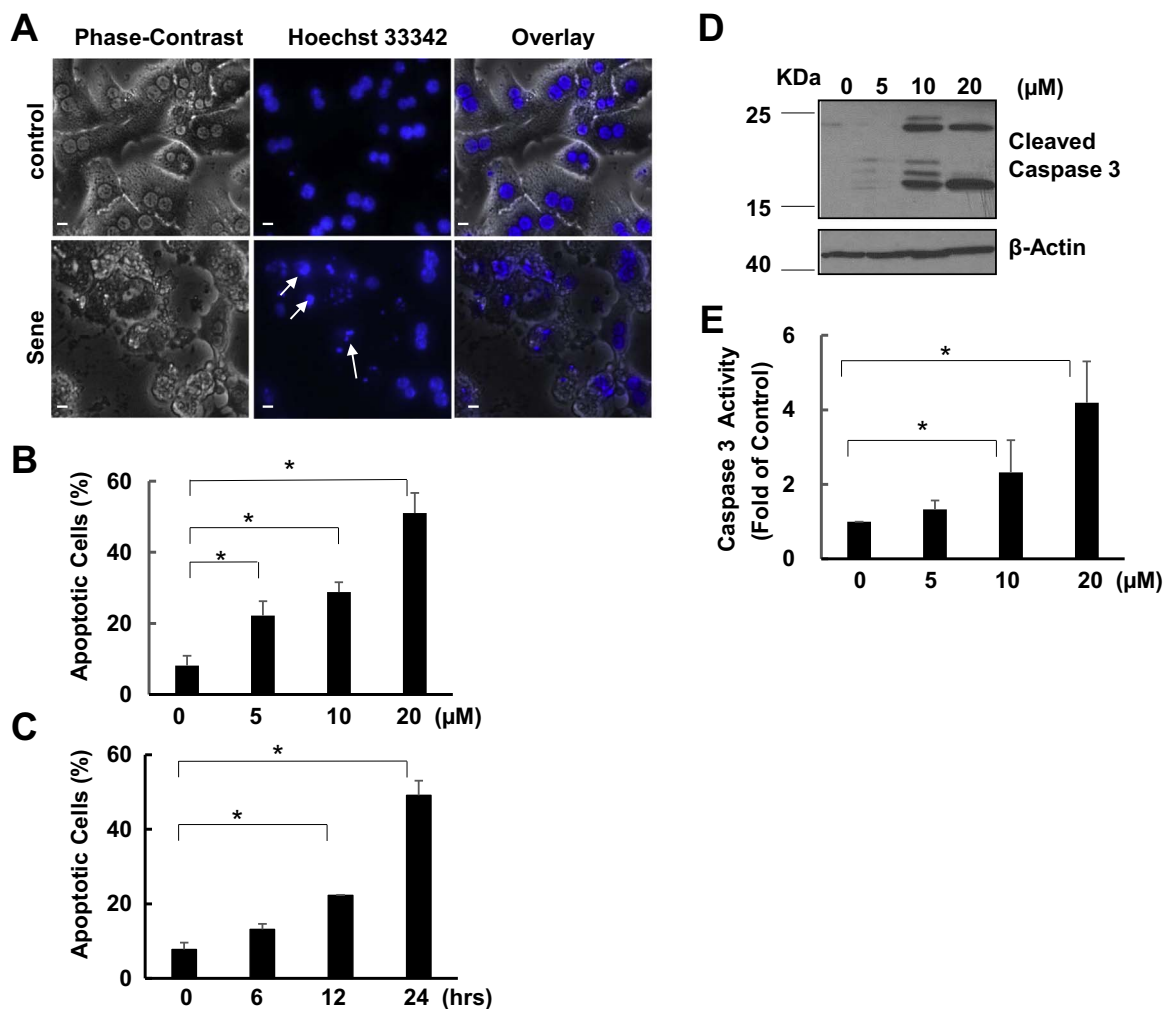 A
Phase-Contrast Hoechst 33342 Overlay
control
Sene
B
Apoptotic Cells (%)
60
40
20
0
*
*
*
0 5 10 20 (µM)
C
Apoptotic Cells (%)
60
40
20
0
*
*
0 6 12 24 (hrs)
D
KDa 0 5 10 20 (µM)
25
15
Cleaved
Caspase 3
40
β-Actin
E
Caspase 3 Activity
(Fold of Control)
6
4
2
0
*
*
0 5 10 20 (µM)